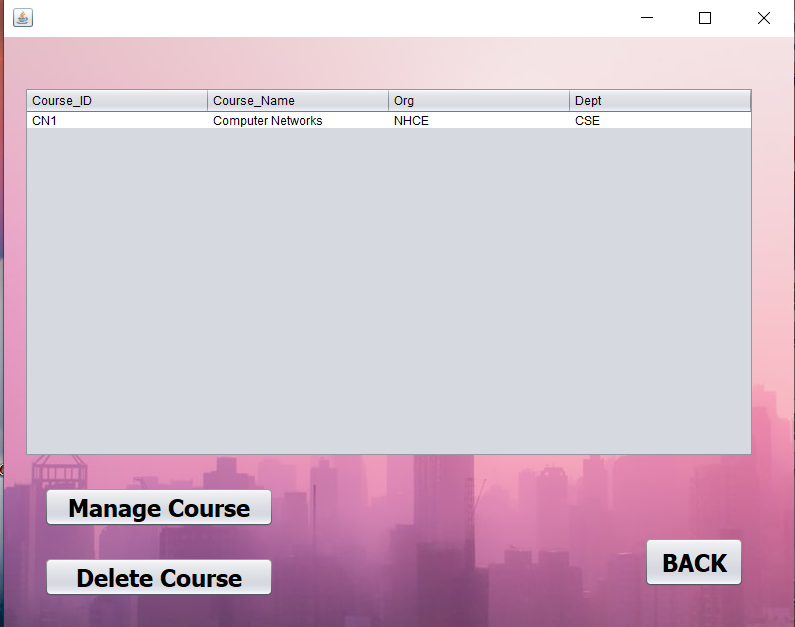 Course_ID Course_Name Org Dept
CN1 Computer Networks NHCE CSE
Manage Course
BACK
Delete Course